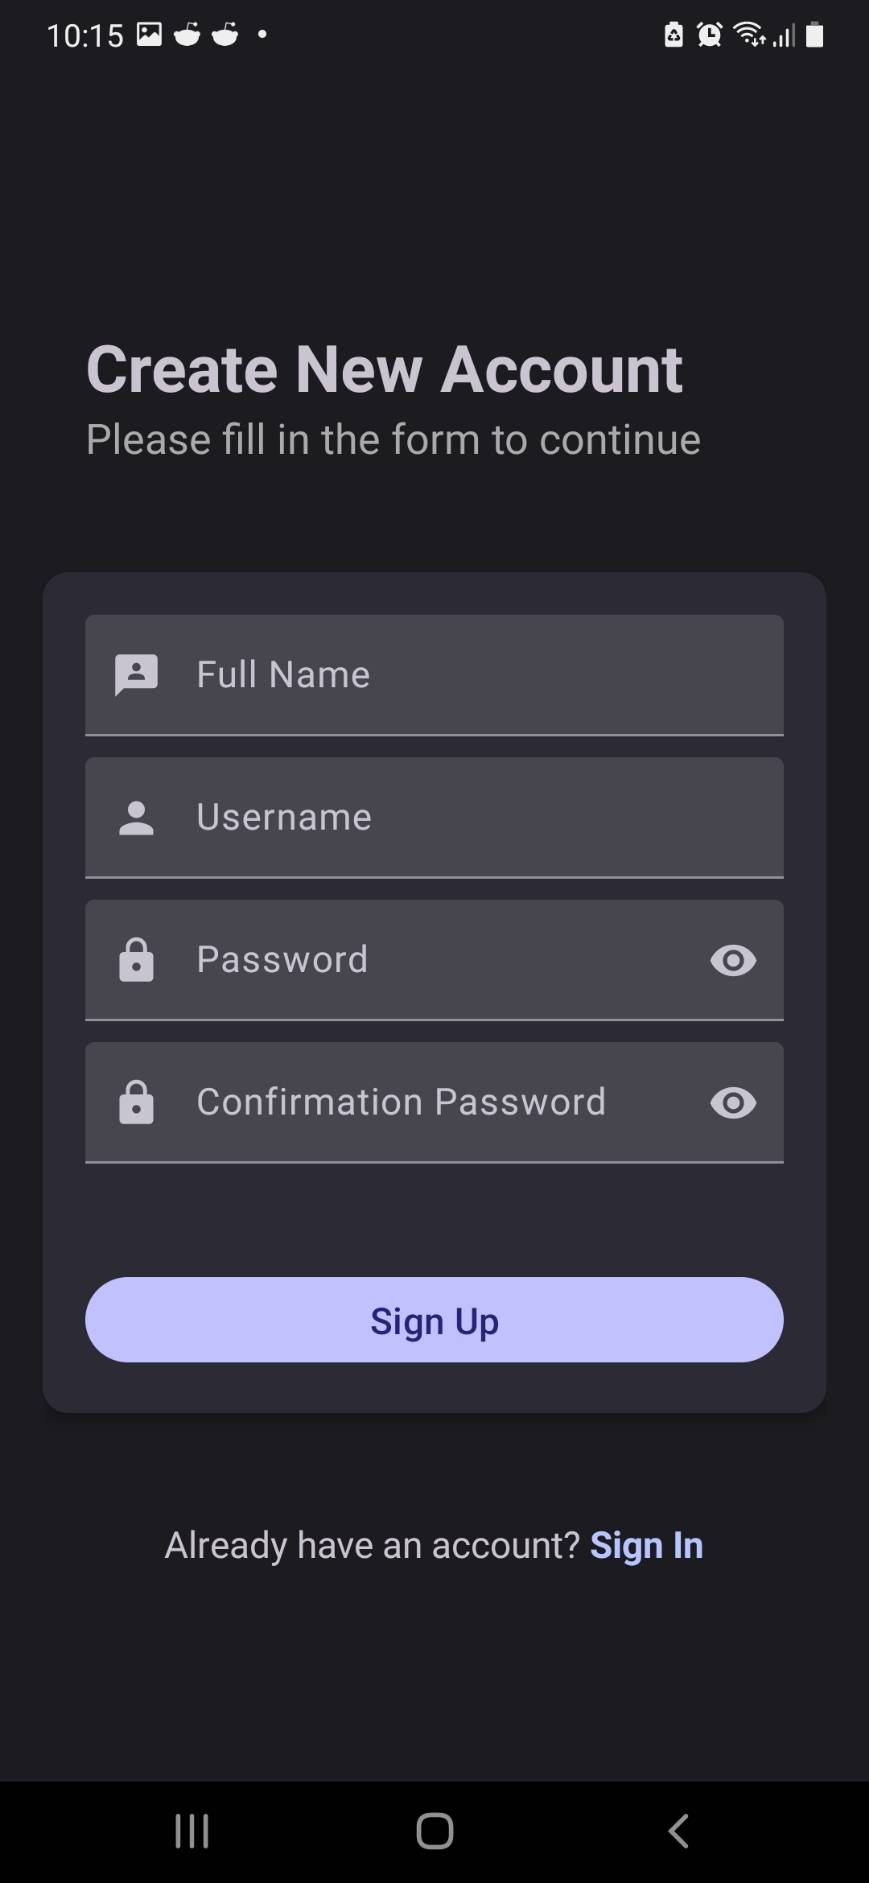 10:15
Create New Account
Please fill in the form to continue
Full Name
Username
Password
Confirmation Password
Sign Up
Already have an account? Sign In